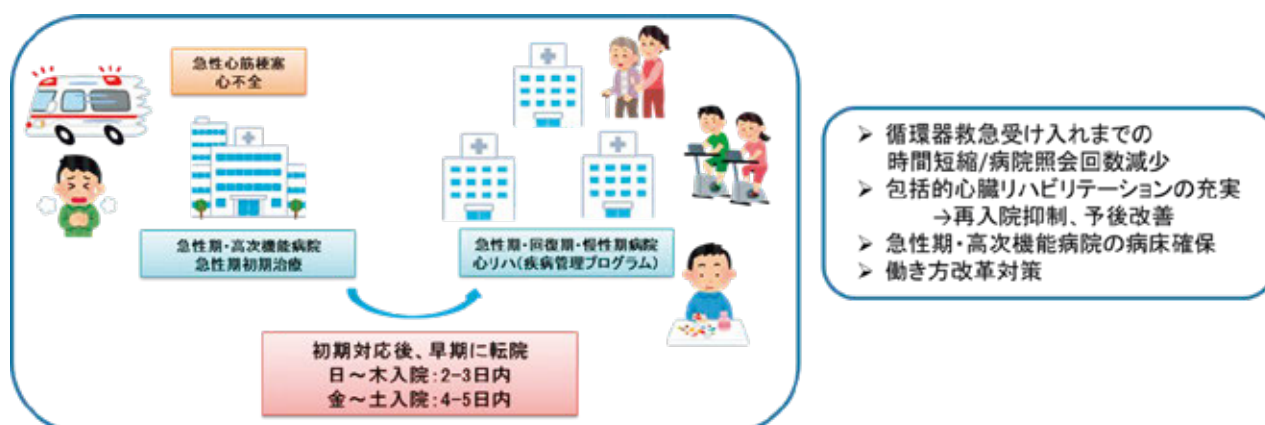 急性心筋梗塞
心不全
急性期・高次機能病院
急性期初期治療
急性期・回復期・慢性期病院
心リハ(疾病管理プログラム)
初期対応後、早期に転院
日～木入院:2-3日内
金～土入院:4-5日内
➢ 循環器救急受け入れまでの
時間短縮/病院照会回数減少
➢ 包括的心臓リハビリテーションの充実
→再入院抑制、予後改善
➢ 急性期・高次機能病院の病床確保
➢ 働き方改革対策